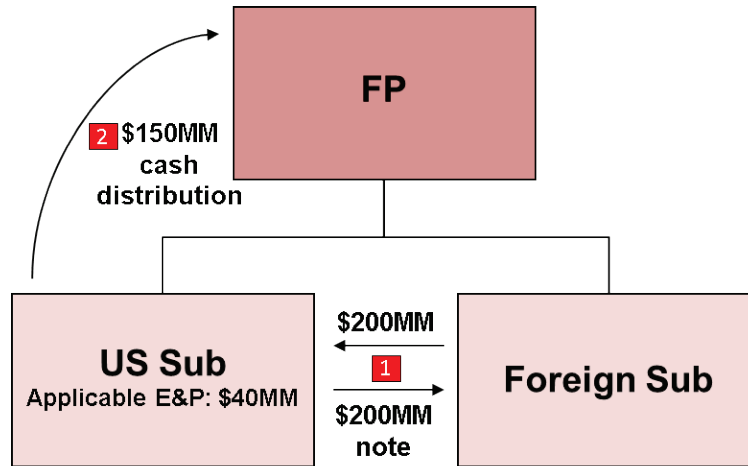 FP
2 $150MM
cash
distribution
US Sub
Applicable E&P: $40MM
$200MM
1
$200MM
note
Foreign Sub